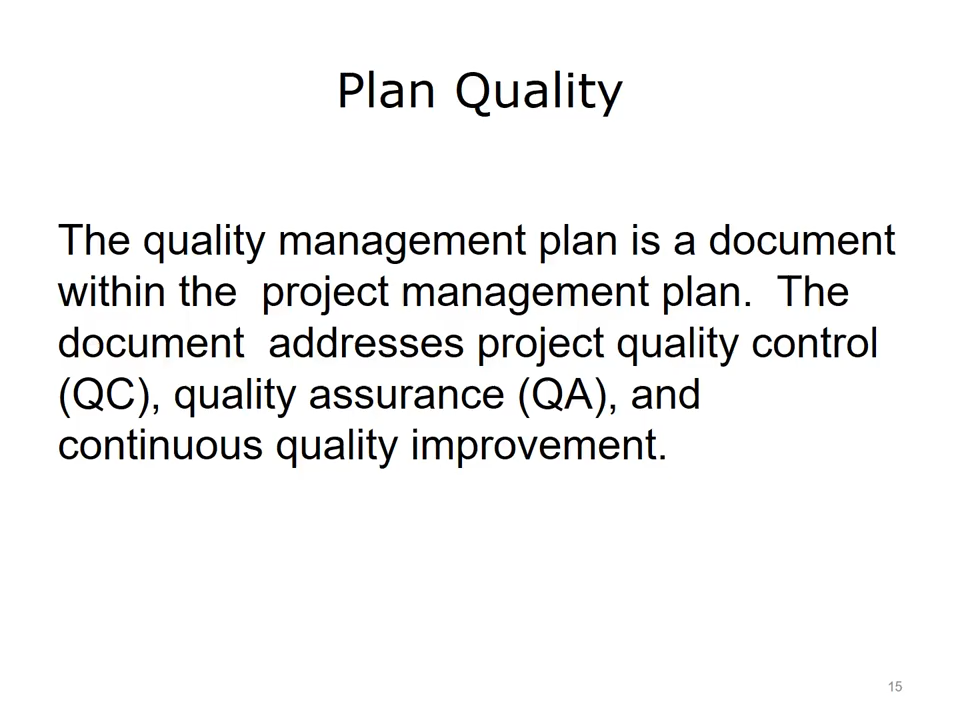 Plan Quality
The quality management plan is a document
within the  project management plan.  The
document  addresses project quality control
(QC), quality assurance (QA), and
continuous quality improvement.
15